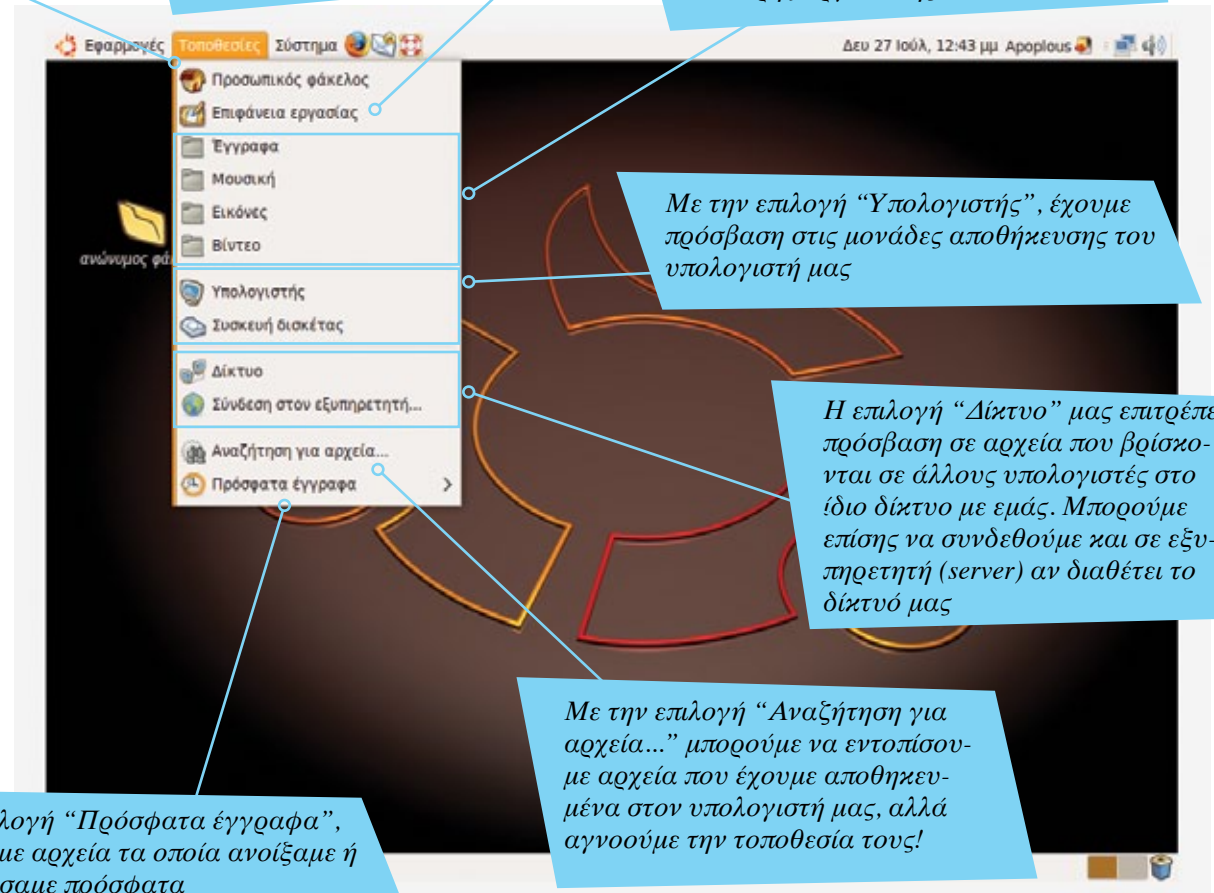 Εφαρμογές Τοποθεσίες Σύστημα Δευ 27 Ιούλ, 12:43 μμ Apoplous
Προσωπικός φάκελος
Επιφάνεια εργασίας
Έγγραφα
Μουσική
Εικόνες
Βίντεο
Υπολογιστής
Συσκευή δισκέτας
Δίκτυο
Σύνδεση στον εξυπηρετητή...
Αναζήτηση για αρχεία...
Πρόσφατα έγγραφα
ανώνυμος
Με την επιλογή “Υπολογιστής”, έχουμε
πρόσβαση στις μονάδες αποθήκευσης του
υπολογιστή μας
Η επιλογή “Δίκτυο” μας επιτρέπε
πρόσβαση σε αρχεία που βρίσκο-
νται σε άλλους υπολογιστές στο
ίδιο δίκτυο με εμάς. Μπορούμε
επίσης να συνδεθούμε και σε εξυ-
πηρετητή (server) αν διαθέτει το
δίκτυό μας
Με την επιλογή “Αναζήτηση για
αρχεία...” μπορούμε να εντοπίσου-
με αρχεία που έχουμε αποθηκευ-
μένα στον υπολογιστή μας, αλλά
αγνοούμε την τοποθεσία τους!
λογή “Πρόσφατα έγγραφα”,
με αρχεία τα οποία ανοίξαμε ή
σαμε πρόσφατα